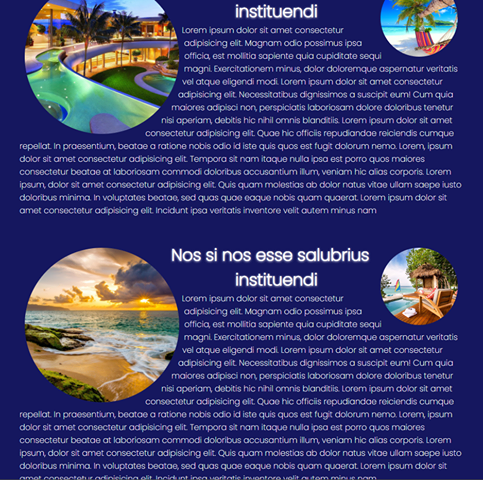 instituendi
Lorem ipsum dolor sit amet consectetur
adipisicing elit. Magnam odio possimus ipsa
officia, est mollitia sapiente quia cupiditate sequi
magni. Exercitationem minus, dolor doloremque aspernatur veritatis
vel atque eligendi modi. Lorem ipsum dolor sit amet consectetur
adipisicing elit. Necessitatibus dignissimos a suscipit eum! Cum quia
maiores adipisci non, perspiciatis laboriosam dolore doloribus tenetur
nisi aperiam, debitis hic nihil omnis blanditiis. Lorem ipsum dolor sit amet
consectetur adipisicing elit. Quae hic officiis repudiandae reiciendis cumque
repellat. In praesentium, beatae a ratione nobis odio id iste quis quos est fugit dolorum nemo. Lorem, ipsum
dolor sit amet consectetur adipisicing elit. Tempora sit nam itaque nulla ipsa est porro quos maiores
consectetur beatae at laboriosam commodi doloribus accusantium illum, veniam hic alias corporis. Lorem
ipsum, dolor sit amet consectetur adipisicing elit. Quis quam molestias ab dolor natus vitae ullam saepe iusto
doloribus minima. In voluptates beatae, sed quas quae eaque nobis quam quaerat. Lorem ipsum dolor sit
amet consectetur adipisicing elit. Incidunt ipsa veritatis inventore velit autem minus nam
Nos si nos esse salubrius
instituendi
Lorem ipsum dolor sit amet consectetur
adipisicing elit. Magnam odio possimus ipsa
officia, est mollitia sapiente quia cupiditate sequi
magni. Exercitationem minus, dolor doloremque aspernatur veritatis
vel atque eligendi modi. Lorem ipsum dolor sit amet consectetur
adipisicing elit. Necessitatibus dignissimos a suscipit eum! Cum quia
maiores adipisci non, perspiciatis laboriosam dolore doloribus tenetur
nisi aperiam, debitis hic nihil omnis blanditiis. Lorem ipsum dolor sit amet
consectetur adipisicing elit. Quae hic officiis repudiandae reiciendis cumque
repellat. In praesentium, beatae a ratione nobis odio id iste quis quos est fugit dolorum nemo. Lorem, ipsum
dolor sit amet consectetur adipisicing elit. Tempora sit nam itaque nulla ipsa est porro quos maiores
consectetur beatae at laboriosam commodi doloribus accusantium illum, veniam hic alias corporis. Lorem
ipsum, dolor sit amet consectetur adipisicing elit. Quis quam molestias ab dolor natus vitae ullam saepe iusto
doloribus minima. In voluptates beatae, sed quas quae eaque nobis quam quaerat. Lorem ipsum dolor sit
amet consectetur adipisicing elit. Incidunt ipsa veritatis inventore velit autem minus nam